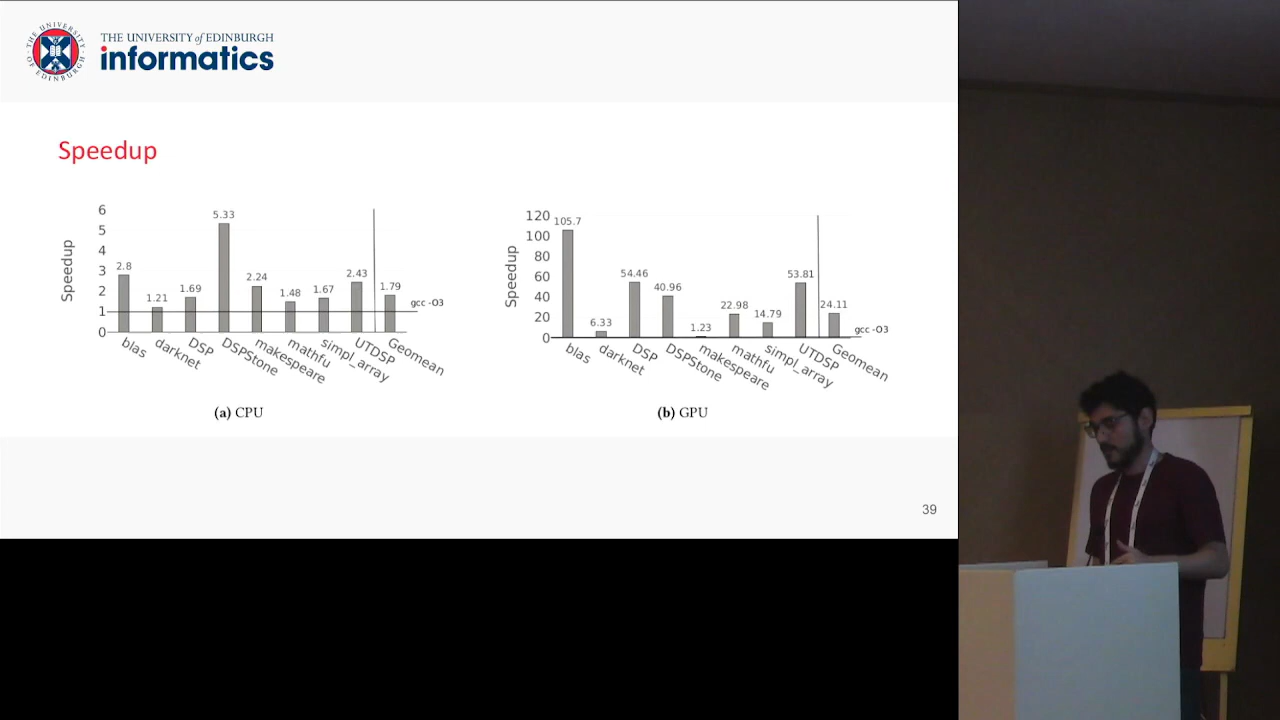 THE UNIVERSITY of EDINBURGH
informatics
THE UNIVERSITY OF EDINBURGH
Speedup
Speedup
6
5
4
3
2
1
0
2.8
1.21
1.69
5.33
2.24
1.48
1.67
2.43
1.79
gcc -O3
blas
darknet
DSP
DSPStone
makespeare
mathfu
simpl_array
UTDSP
Geomean
(a) CPU
Speedup
120
100
80
60
40
20
0
105.7
6.33
54.46
40.96
1.23
22.98
14.79
53.81
24.11
gcc -O3
blas
darknet
DSP
DSPStone
makespeare
mathfu
simpl_array
UTDSP
Geomean
(b) GPU
39